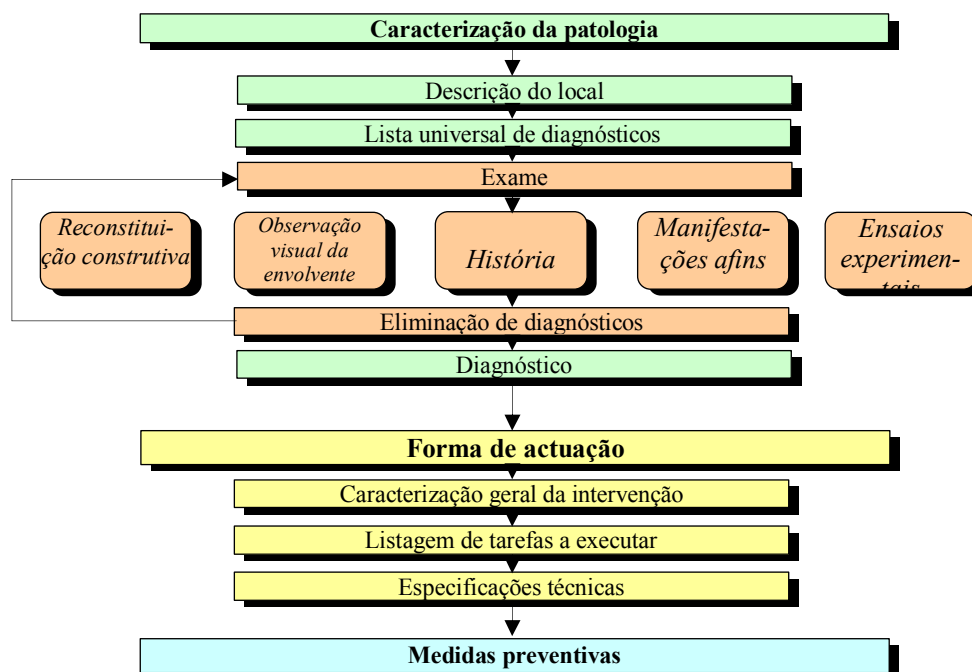 Caracterização da patologia
Descrição do local
Lista universal de diagnósticos
Exame
Reconstitui-
ção construtiva
Observação
visual da
envolvente
História
Manifesta-
ções afins
Ensaios
experimen-
tais
Eliminação de diagnósticos
Diagnóstico
Forma de actuação
Caracterização geral da intervenção
Listagem de tarefas a executar
Especificações técnicas
Medidas preventivas